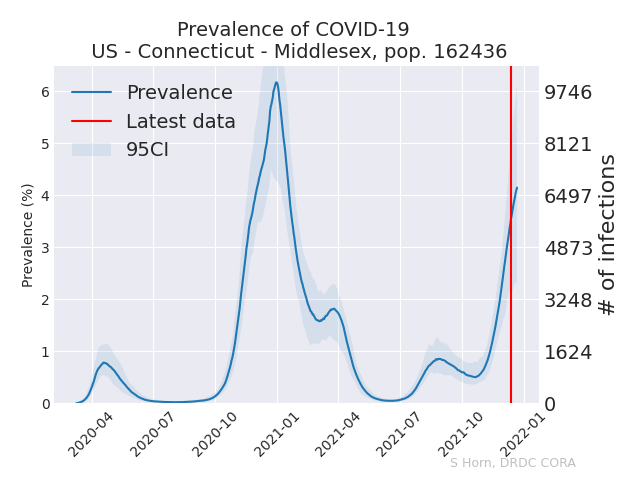 Prevalence of COVID-19
US - Connecticut - Middlesex, pop. 162436
Prevalence
Latest data
95CI
Prevalence (%)
6
5
4
3
2
1
0
9746
8121
6497
4873
3248
1624
0
# of infections
2020-04
2020-07
2020-10
2021-01
2021-04
2021-07
2021-10
2022-01
S Horn, DRDC CORA